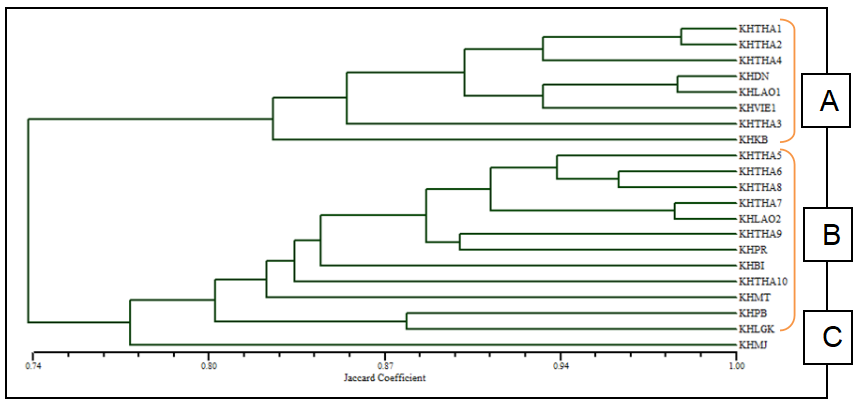 KHTHA1
KHTHA2
KHTHA4
KHDN
KHLAO1
KHVIE1
KHTHA3
KHKB
A
KHTHA5
KHTHA6
KHTHA8
KHTHA7
KHLAO2
KHTHA9
KHPR
KHBI
KHTHA10
KHMT
KHPB
KHLGK
B
KHMJ
C
0.74 0.80 0.87 0.94 1.00
Jaccard Coefficient